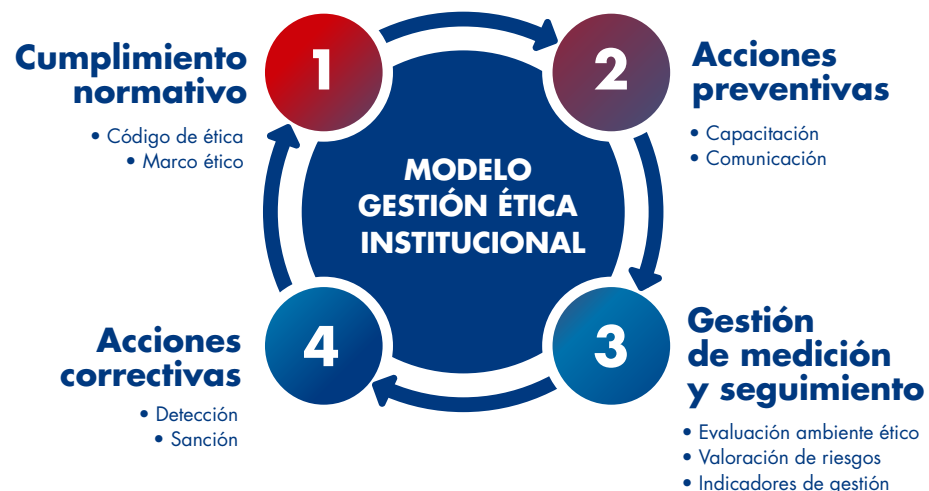 1
Cumplimiento
normativo
• Código de ética
• Marco ético
2
Acciones
preventivas
• Capacitación
• Comunicación
MODELO
GESTIÓN ÉTICA
INSTITUCIONAL
3
Gestión
de medición
y seguimiento
• Evaluación ambiente ético
• Valoración de riesgos
• Indicadores de gestión
4
Acciones
correctivas
• Detección
• Sanción